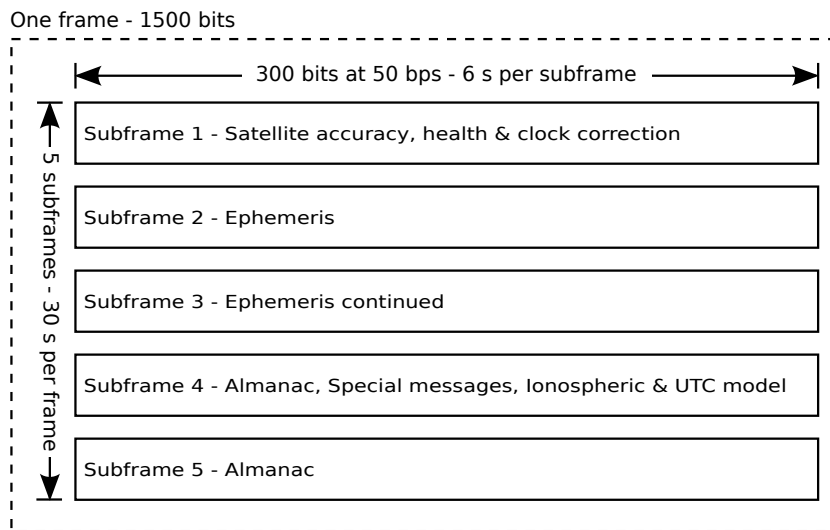 One frame - 1500 bits
300 bits at 50 bps - 6 s per subframe
5 subframes - 30 s per frame
Subframe 1 - Satellite accuracy, health & clock correction
Subframe 2 - Ephemeris
Subframe 3 - Ephemeris continued
Subframe 4 - Almanac, Special messages, Ionospheric & UTC model
Subframe 5 - Almanac